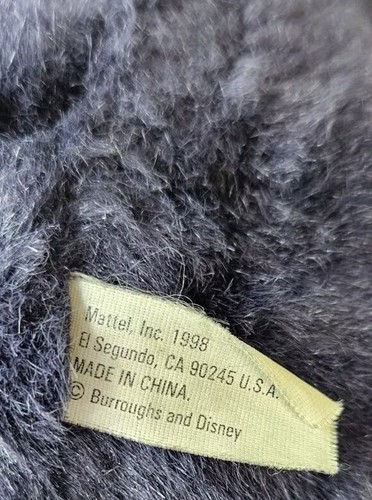 Mattel, Inc. 1998
El Segundo, CA 90245 U.S.A.
MADE IN CHINA.
© Burroughs and Disney